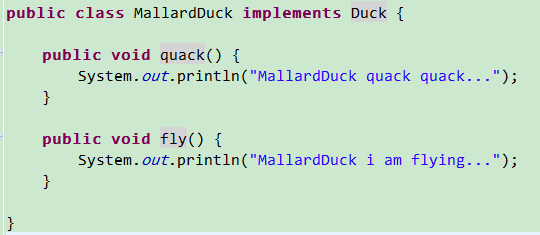 public class MallardDuck implements Duck {
public void quack() {
System.out.println("MallardDuck quack quack...");
}
public void fly() {
System.out.println("MallardDuck i am flying...");
}
}